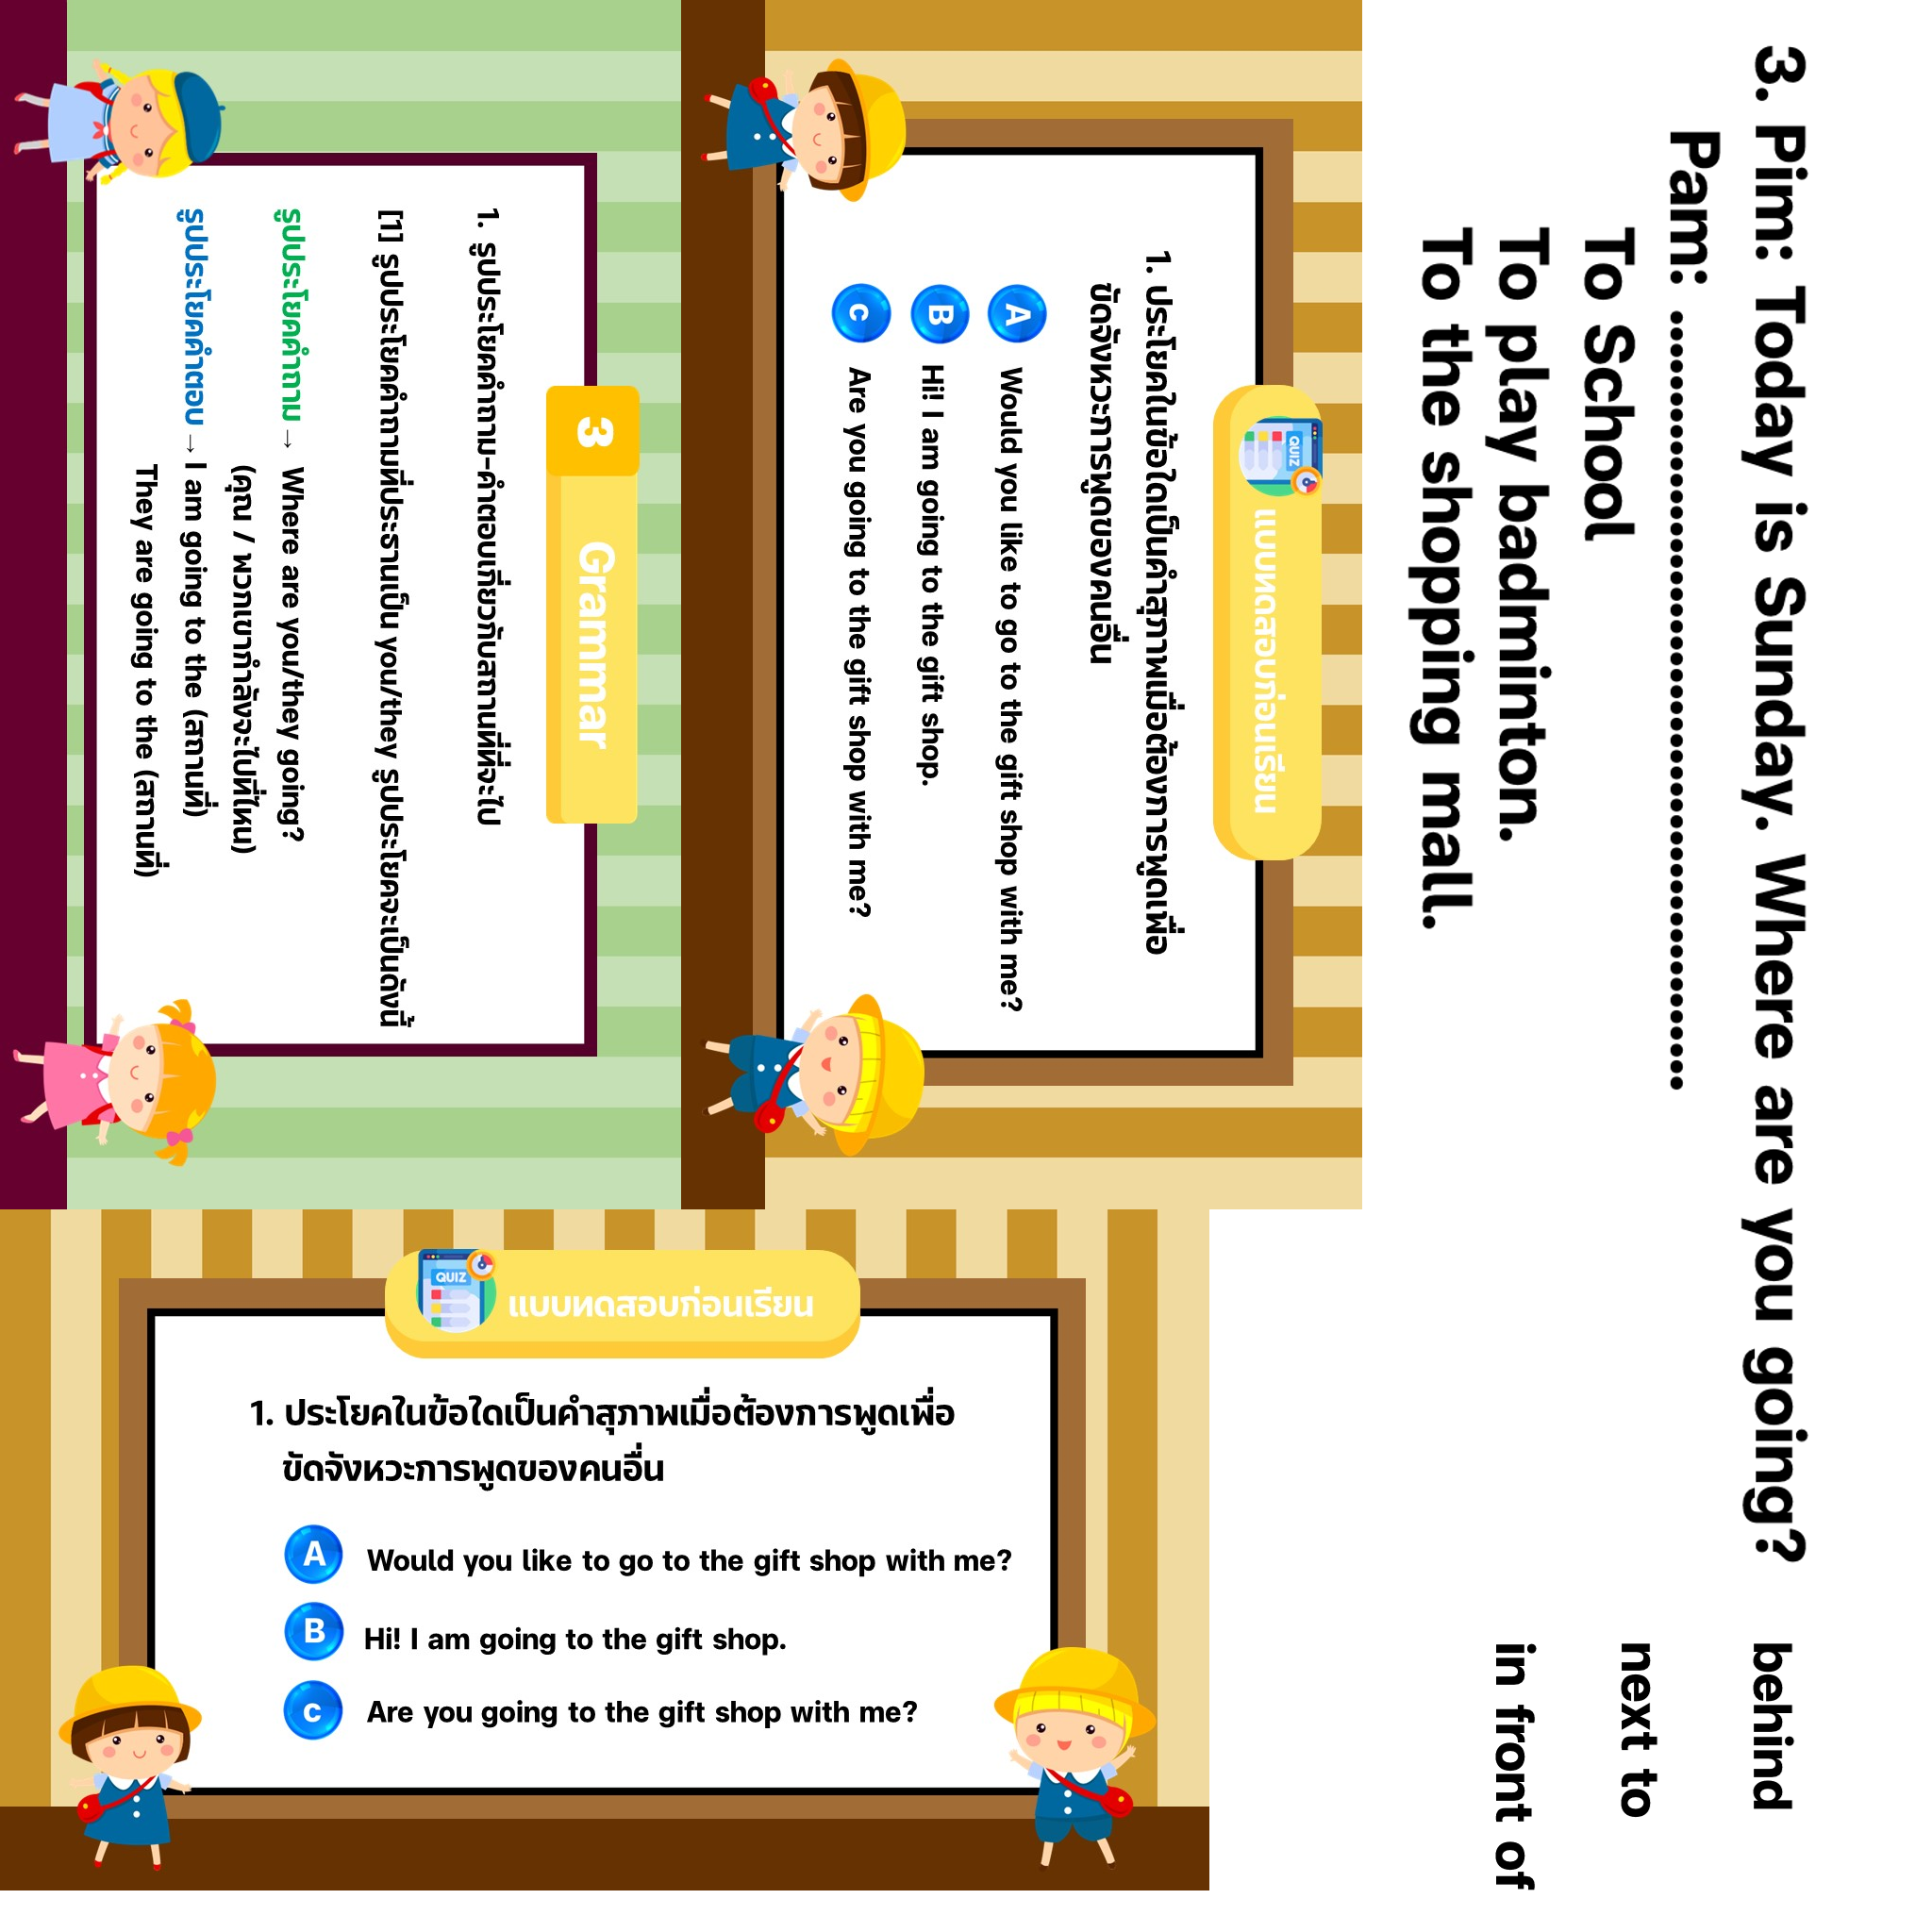 3. Pim: Today is Sunday. Where are you going?
Pam: ................................................
To School
To play badminton.
To the shopping mall.
behind
next to
in front of
QUIZ
แบบทดสอบก่อนเรียน
1. ประโยคในข้อใดเป็นคำสุภาพเมื่อต้องการพูดเพื่อ
ขัดจังหวะการพูดของคนอื่น
A Would you like to go to the gift shop with me?
B Hi! I am going to the gift shop.
c Are you going to the gift shop with me?
3 Grammar
1. รูปประโยคคำถาม-คำตอบเกี่ยวกับสถานที่ที่จะไป
[1] รูปประโยคคำถามที่ประธานเป็น you/they รูปประโยคจะเป็นดังนี้
รูปประโยคคำถาม→ Where are you/they going?
(คุณ / พวกเขากำลังจะไปที่ไหน)
รูปประโยคคำตอบ→ I am going to the (สถานที่)
They are going to the (สถานที่)
QUIZ
แบบทดสอบก่อนเรียน
1. ประโยคในข้อใดเป็นคำสุภาพเมื่อต้องการพูดเพื่อ
ขัดจังหวะการพูดของคนอื่น
A Would you like to go to the gift shop with me?
B Hi! I am going to the gift shop.
c Are you going to the gift shop with me?